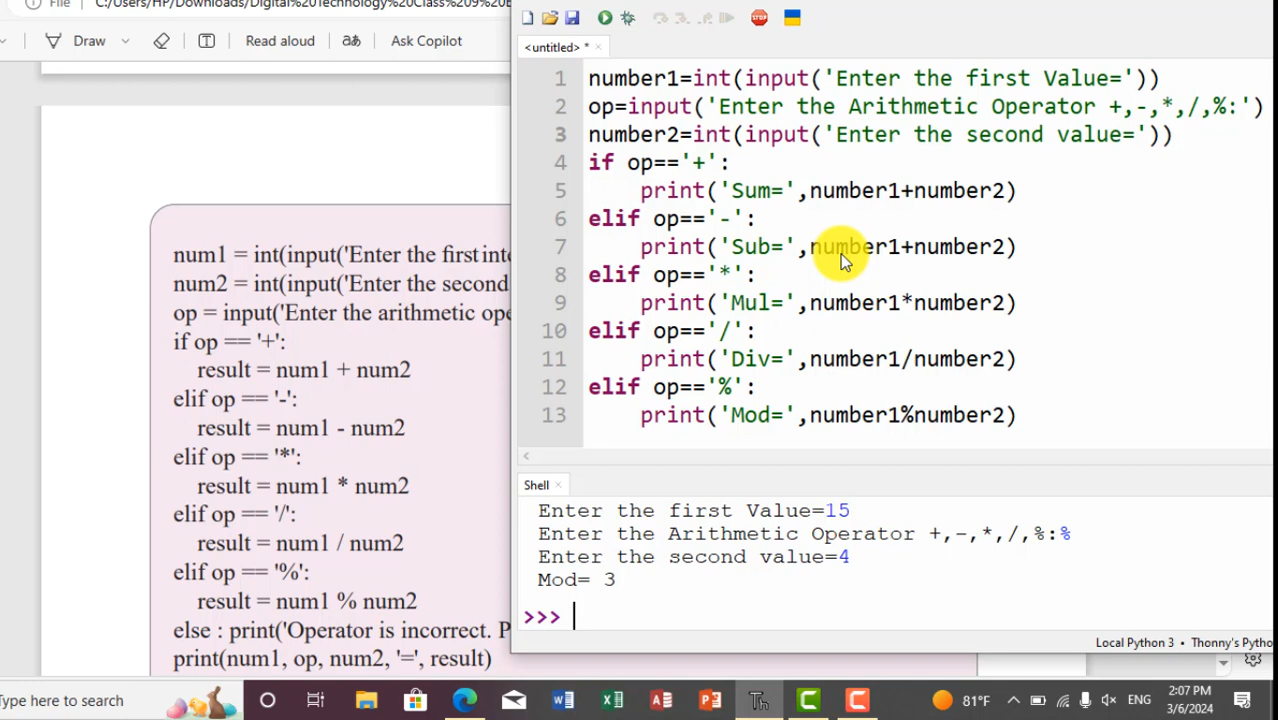 File
C:/Users/HP/Downloads/Digital%20Technology%20Class%209%20E
Draw
Read aloud
Ask Copilot
num1 = int(input('Enter the first inte
num2 = int(input('Enter the second
op = input('Enter the arithmetic ope
if op == '+':
result = num1 + num2
elif op == '-':
result = num1 - num2
elif op == '*':
result = num1 * num2
elif op == '/':
result = num1 / num2
elif op == '%':
result = num1 % num2
else : print('Operator is incorrect. P
print(num1, op, num2, '=', result)
STOP
<untitled> *
1 number1=int(input('Enter the first Value='))
2 op=input('Enter the Arithmetic Operator +,-,*,/,%:')
3 number2=int(input('Enter the second value='))
4 if op=='+':
5 print('Sum=',number1+number2)
6 elif op=='-':
7 print('Sub=',number1+number2)
8 elif op=='*':
9 print('Mul=',number1*number2)
10 elif op=='/':
11 print('Div=',number1/number2)
12 elif op=='%':
13 print('Mod=',number1%number2)
Shell
Enter the first Value=15
Enter the Arithmetic Operator +,-,*,/,%:%
Enter the second value=4
Mod= 3
>>>
Local Python 3 • Thonny's Pytho
ype here to search
81°F
ENG
2:07 PM
3/6/2024